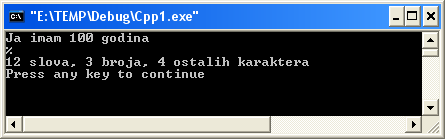 "E:\TEMP\Debug\Cpp1.exe"
Ja imam 100 godina
%
12 slova, 3 broja, 4 ostalih karaktera
Press any key to continue